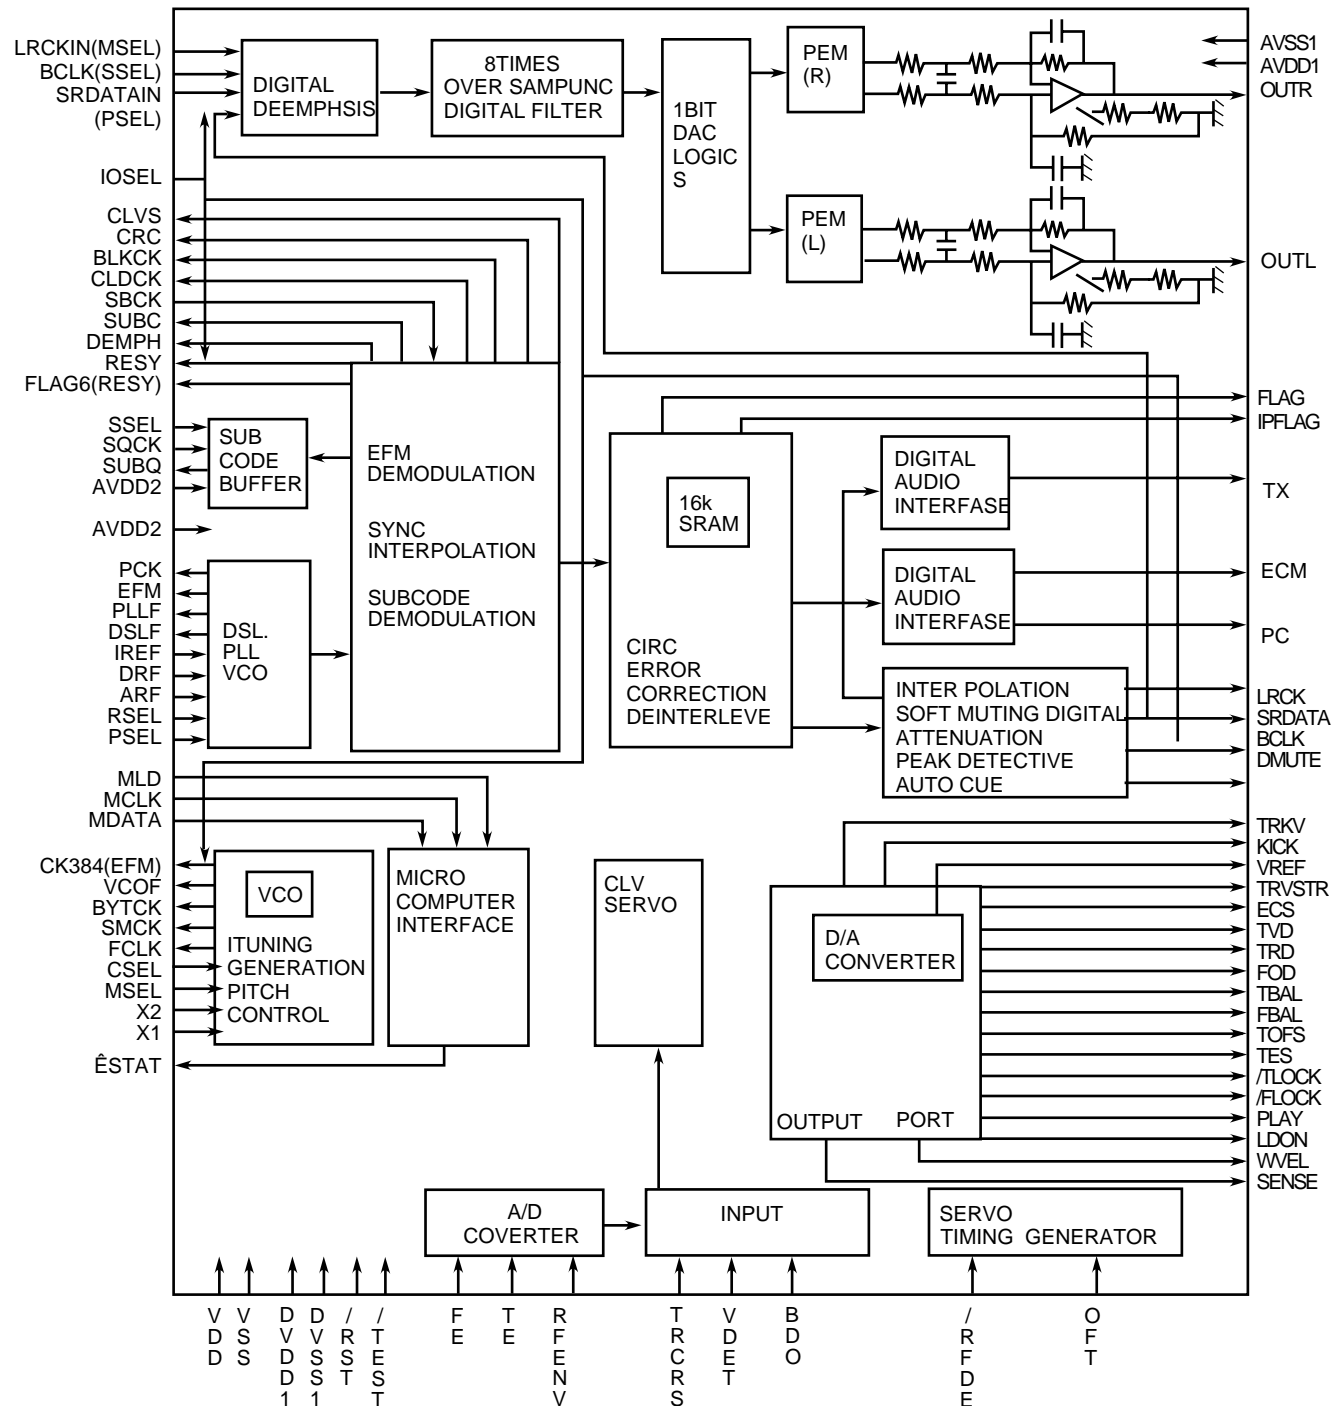 LRCKIN(MSEL)
BCLK(SSEL)
SRDATAIN
(PSEL)
IOSEL
CLVS
CRC
BLKCK
CLDCK
SBCK
SUBC
DEMPH
RESY
FLAG6(RESY)
SSEL
SQCK
SUBQ
AVDD2
AVDD2
PCK
EFM
PLLF
DSLF
IREF
DRF
ARF
RSEL
PSEL
MLD
MCLK
MDATA
CK384(EFM)
VCOF
BYTCK
SMCK
FCLK
CSEL
MSEL
X2
X1
ÊSTAT
DIGITAL
DEEMPHSIS
8TIMES
OVER SAMPUNC
DIGITAL FILTER
1BIT
DAC
LOGIC
S
PEM
(R)
PEM
(L)
SUB
CODE
BUFFER
EFM
DEMODULATION
SYNC
INTERPOLATION
SUBCODE
DEMODULATION
DSL.
PLL
VCO
16k
SRAM
CIRC
ERROR
CORRECTION
DEINTERLEVE
DIGITAL
AUDIO
INTERFASE
DIGITAL
AUDIO
INTERFASE
INTER POLATION
SOFT MUTING DIGITAL
ATTENUATION
PEAK DETECTIVE
AUTO CUE
VCO
ITUNING
GENERATION
PITCH
CONTROL
MICRO
COMPUTER
INTERFACE
CLV
SERVO
D/A
CONVERTER
OUTPUT PORT
A/D
COVERTER
INPUT
SERVO
TIMING GENERATOR
AVSS1
AVDD1
OUTR
OUTL
FLAG
IPFLAG
TX
ECM
PC
LRCK
SRDATA
BCLK
DMUTE
TRKV
KICK
VREF
TRVSTR
ECS
TVD
TRD
FOD
TBAL
FBAL
TOFS
TES
/TLOCK
/FLOCK
PLAY
LDON
WVEL
SENSE
VDD
VSS
DVDD1
DVSS1
/RST
/TEST
FE
TE
RFENV
TRCRS
VDET
BDO
/RFDE
OFT